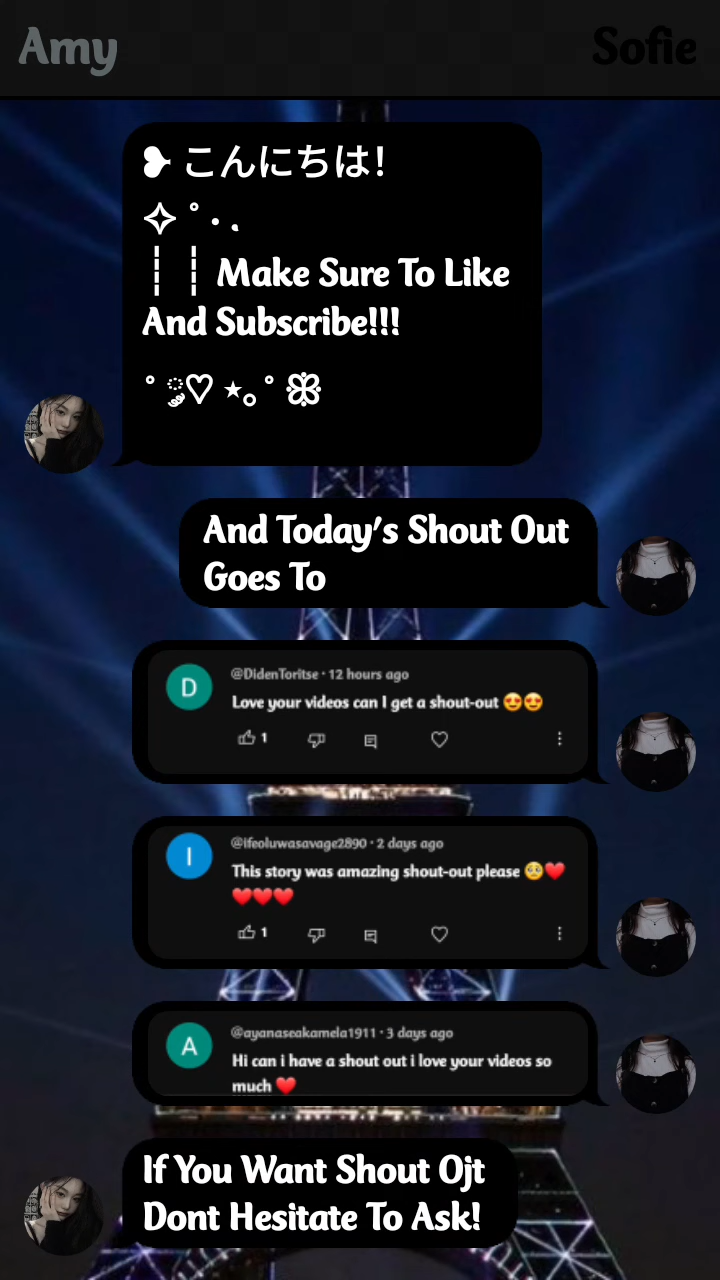 Amy
Sofie
❥ こんにちは!
✧ ˚ · .
┊ ┊ Make Sure To Like
And Subscribe!!!
˚ ༘♡ ⋆｡˚ ꕥ
And Today's Shout Out
Goes To
D
@DidenToritse · 12 hours ago
Love your videos can I get a shout-out 😍😍
1
I
@ifeoluwasavage2890 · 2 days ago
This story was amazing shout-out please 🥺❤️
❤️❤️❤️
1
A
@ayanaseakamela1911 · 3 days ago
Hi can i have a shout out i love your videos so
much ❤️
If You Want Shout Ojt
Dont Hesitate To Ask!